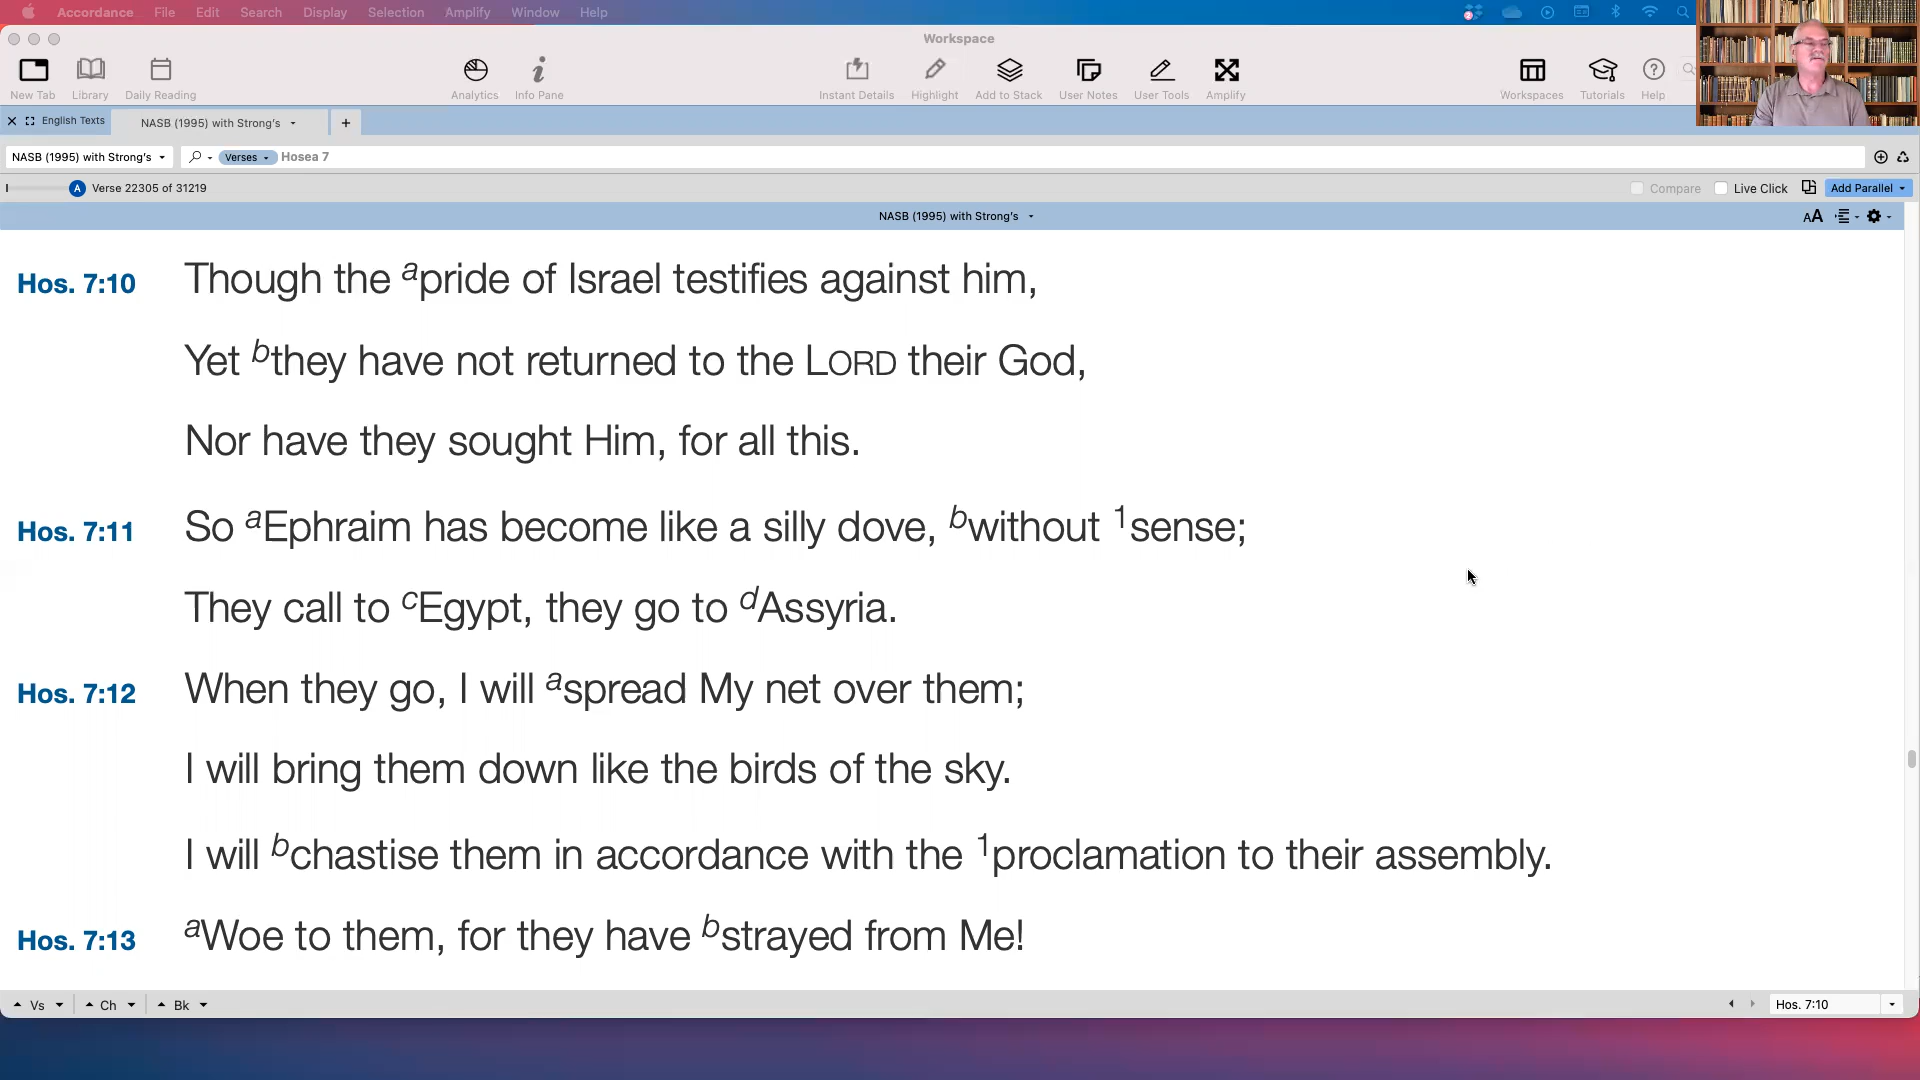 Accordance File Edit Search Display Selection Amplify Window Help
Workspace
New Tab Library Daily Reading Analytics Info Pane Instant Details Highlight Add to Stack User Notes User Tools Amplify Workspaces Tutorials Help
English Texts NASB (1995) with Strong's +
NASB (1995) with Strong's Verses Hosea 7
A Verse 22305 of 31219 Compare Live Click Add Parallel
NASB (1995) with Strong's AA
Hos. 7:10 Though the apride of Israel testifies against him,
Yet bthey have not returned to the LORD their God,
Nor have they sought Him, for all this.
Hos. 7:11 So aEphraim has become like a silly dove, bwithout 1sense;
They call to cEgypt, they go to dAssyria.
Hos. 7:12 When they go, I will aspread My net over them;
I will bring them down like the birds of the sky.
I will bchastise them in accordance with the 1proclamation to their assembly.
Hos. 7:13 aWoe to them, for they have bstrayed from Me!
Vs Ch Bk Hos. 7:10